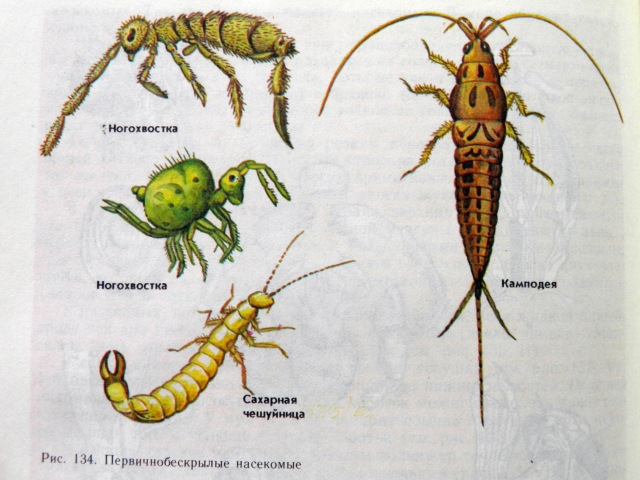 Ногохвостка
Ногохвостка
Камподея
Сахарная
чешуйница
Рис. 134. Первичнобескрылые насекомые